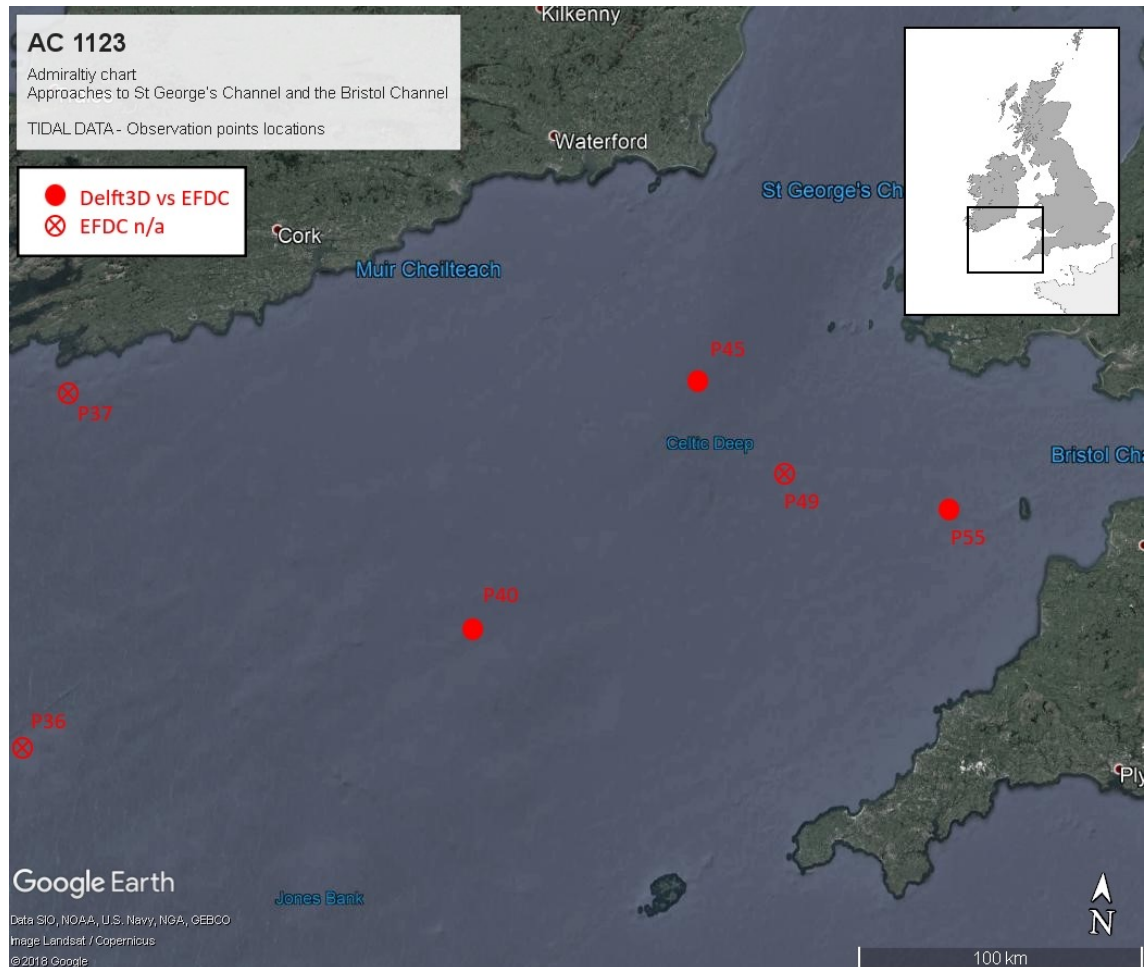 Kilkenny
AC 1123
Admiraltiy chart
Approaches to St George's Channel and the Bristol Channel
TIDAL DATA - Observation points locations
Waterford
St George's Ch
Delft3D vs EFDC
EFDC n/a
Cork
Muir Cheilteach
P45
P37
Celtic Deep
Bristol Cha
P49
P55
P40
P36
Ply
Google Earth
Jones Bank
Data SIO, NOAA, U.S. Navy, NGA, GEBCO
Image Landsat / Copernicus
©2018 Google
N
100 km